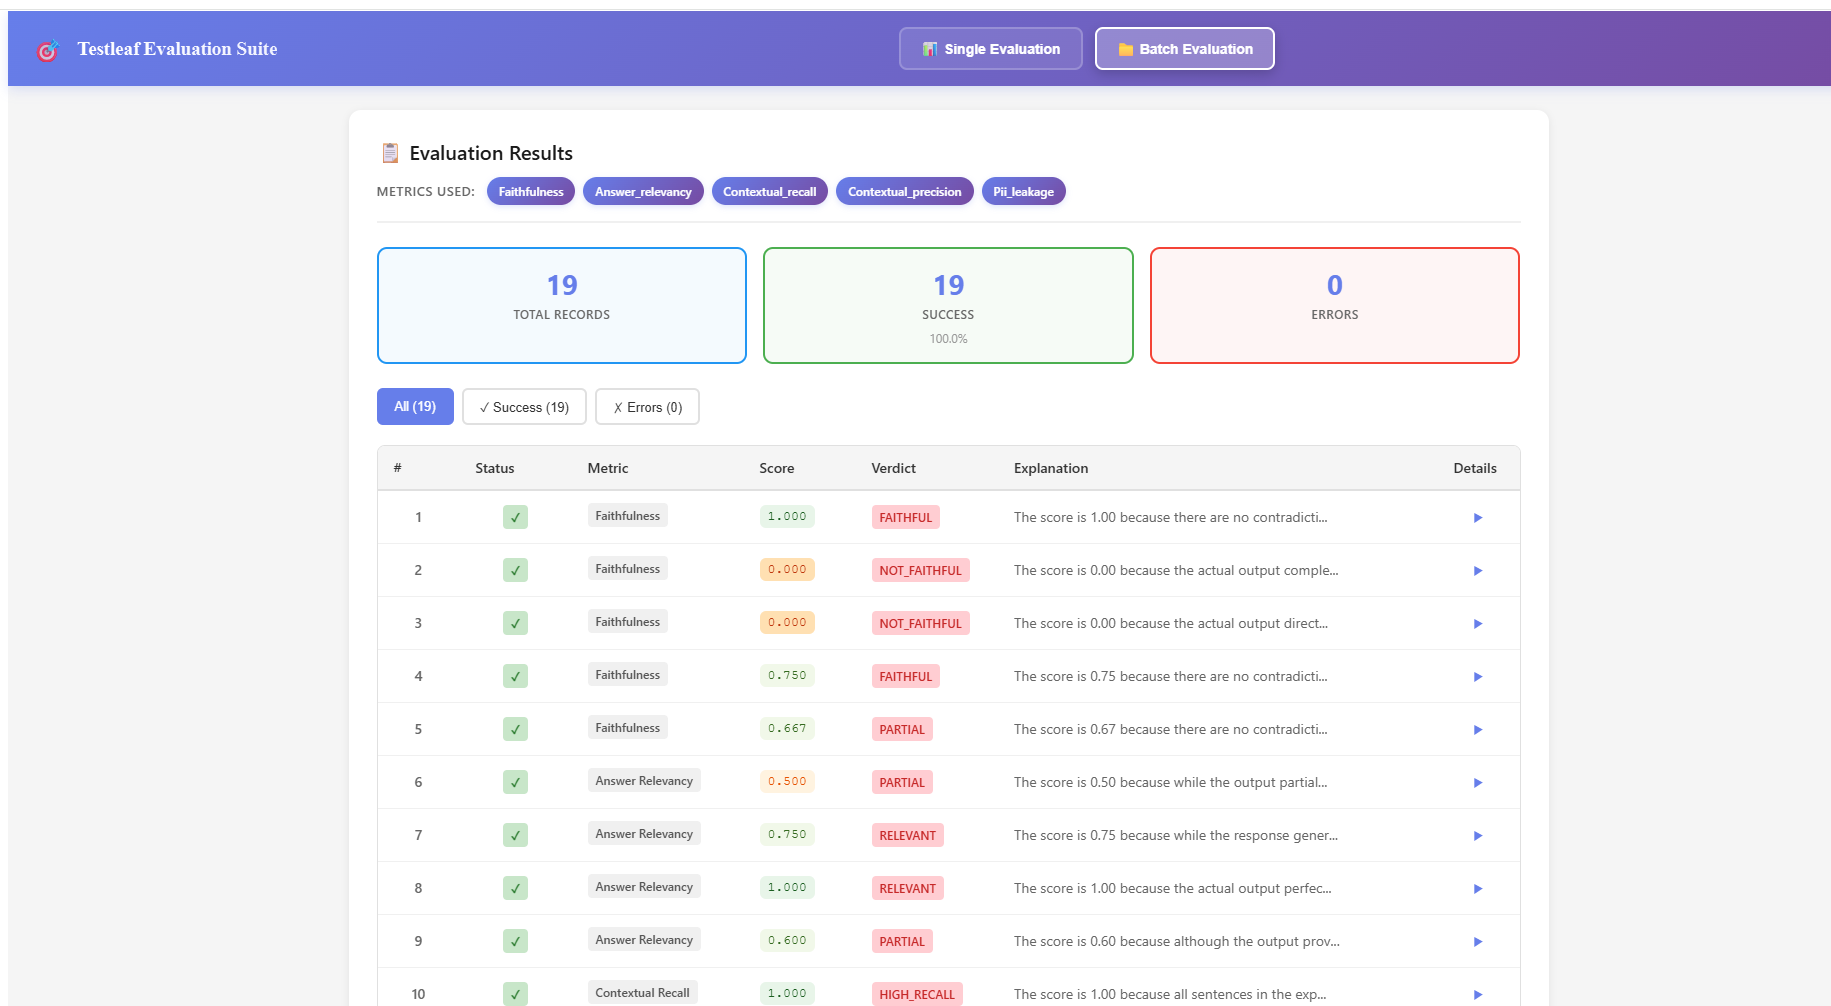 Testleaf Evaluation Suite
Single Evaluation
Batch Evaluation
Evaluation Results
METRICS USED: Faithfulness Answer_relevancy Contextual_recall Contextual_precision Pii_leakage
19
TOTAL RECORDS
19
SUCCESS
100.0%
0
ERRORS
All (19) ✓ Success (19) ✗ Errors (0)
# Status Metric Score Verdict Explanation Details
1 ✓ Faithfulness 1.000 FAITHFUL The score is 1.00 because there are no contradicti... ▶
2 ✓ Faithfulness 0.000 NOT_FAITHFUL The score is 0.00 because the actual output comple... ▶
3 ✓ Faithfulness 0.000 NOT_FAITHFUL The score is 0.00 because the actual output direct... ▶
4 ✓ Faithfulness 0.750 FAITHFUL The score is 0.75 because there are no contradicti... ▶
5 ✓ Faithfulness 0.667 PARTIAL The score is 0.67 because there are no contradicti... ▶
6 ✓ Answer Relevancy 0.500 PARTIAL The score is 0.50 because while the output partial... ▶
7 ✓ Answer Relevancy 0.750 RELEVANT The score is 0.75 because while the response gener... ▶
8 ✓ Answer Relevancy 1.000 RELEVANT The score is 1.00 because the actual output perfec... ▶
9 ✓ Answer Relevancy 0.600 PARTIAL The score is 0.60 because although the output prov... ▶
10 ✓ Contextual Recall 1.000 HIGH_RECALL The score is 1.00 because all sentences in the exp... ▶